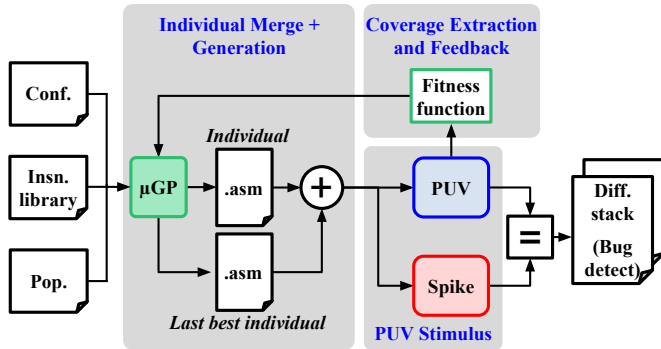 Individual Merge +
Generation
Coverage Extraction
and Feedback
Conf.
Fitness
function
Individual
Insn.
library
µGP
.asm
+
PUV
Diff.
stack
(Bug
detect)
=
Pop.
.asm
Spike
Last best individual
PUV Stimulus